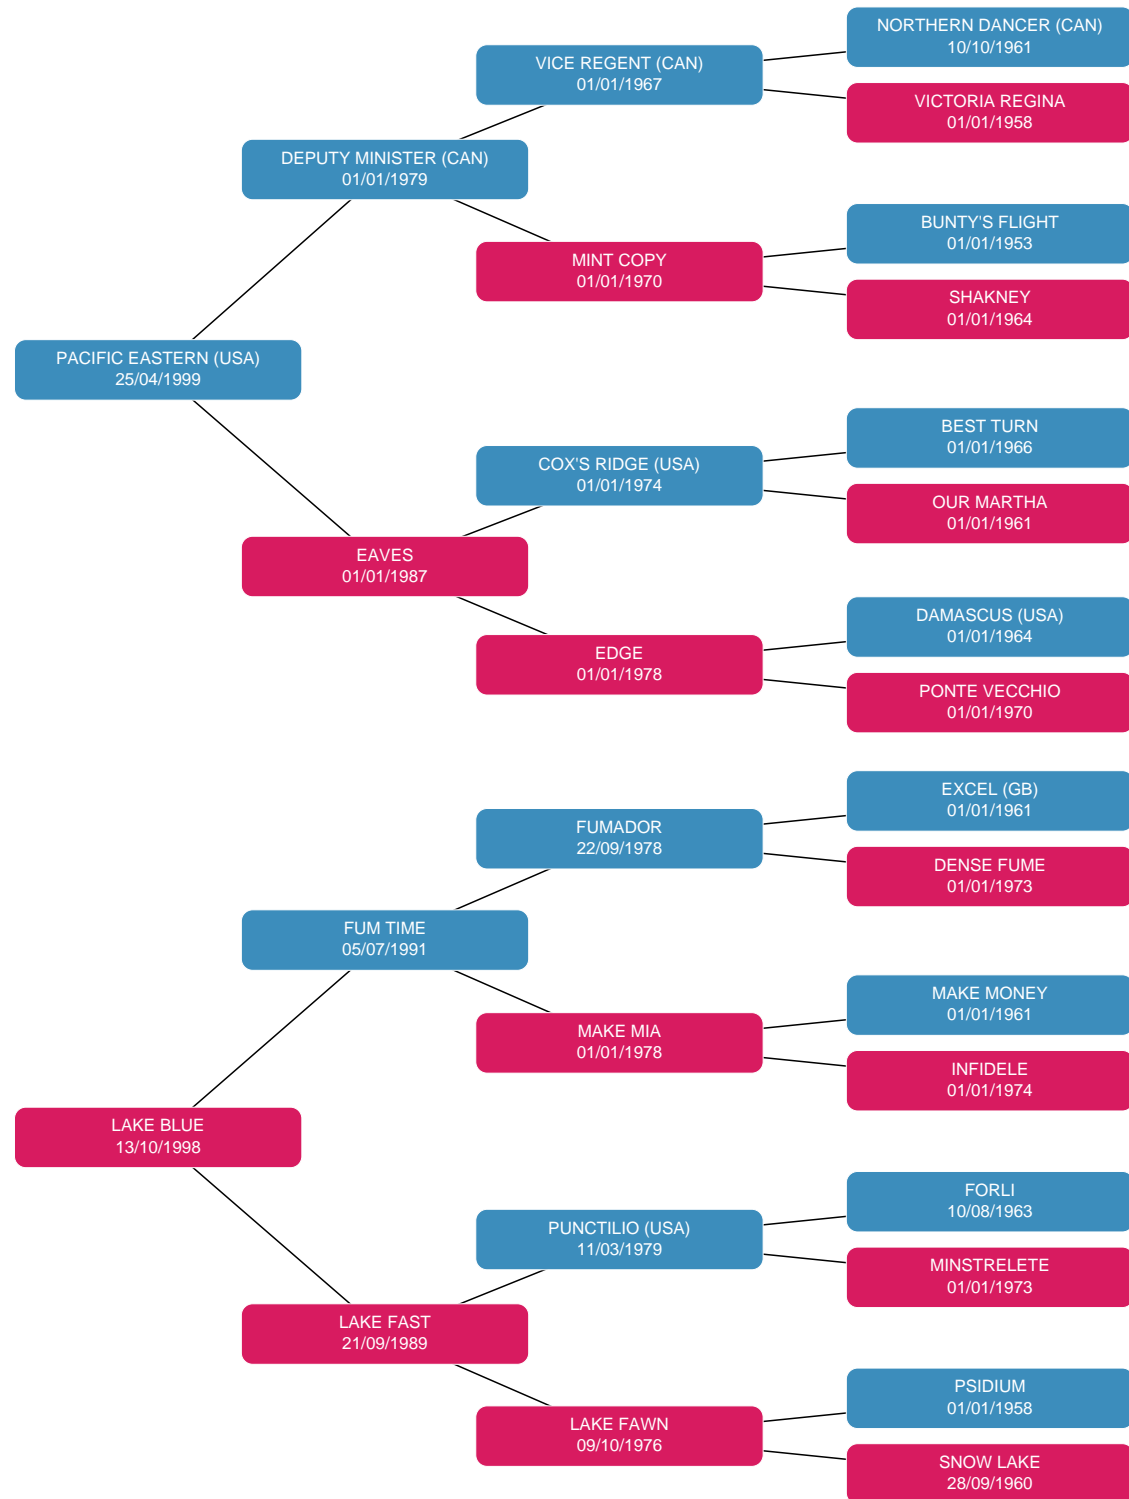 NORTHERN DANCER (CAN)
10/10/1961
VICE REGENT (CAN)
01/01/1967
VICTORIA REGINA
01/01/1958
DEPUTY MINISTER (CAN)
01/01/1979
BUNTY'S FLIGHT
01/01/1953
MINT COPY
01/01/1970
SHAKNEY
01/01/1964
PACIFIC EASTERN (USA)
25/04/1999
BEST TURN
01/01/1966
COX'S RIDGE (USA)
01/01/1974
OUR MARTHA
01/01/1961
EAVES
01/01/1987
DAMASCUS (USA)
01/01/1964
EDGE
01/01/1978
PONTE VECCHIO
01/01/1970
EXCEL (GB)
01/01/1961
FUMADOR
22/09/1978
DENSE FUME
01/01/1973
FUM TIME
05/07/1991
MAKE MONEY
01/01/1961
MAKE MIA
01/01/1978
INFIDELE
01/01/1974
LAKE BLUE
13/10/1998
FORLI
10/08/1963
PUNCTILIO (USA)
11/03/1979
MINSTRELETE
01/01/1973
LAKE FAST
21/09/1989
PSIDIUM
01/01/1958
LAKE FAWN
09/10/1976
SNOW LAKE
28/09/1960